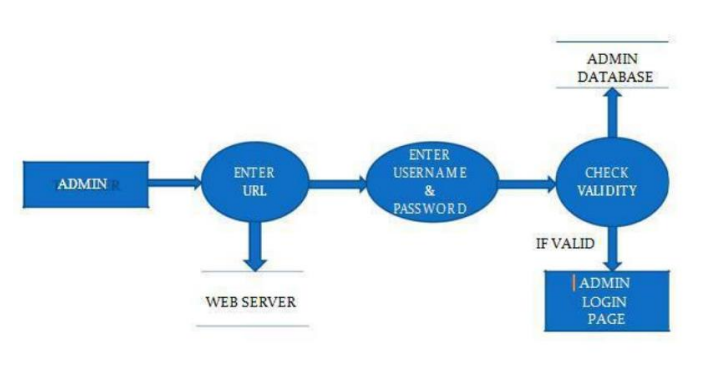 ADMIN
DATABASE
ADMIN
ENTER
URL
ENTER
USERNAME
&
PASSWORD
CHECK
VALIDITY
IF VALID
WEB SERVER
ADMIN
LOGIN
PAGE